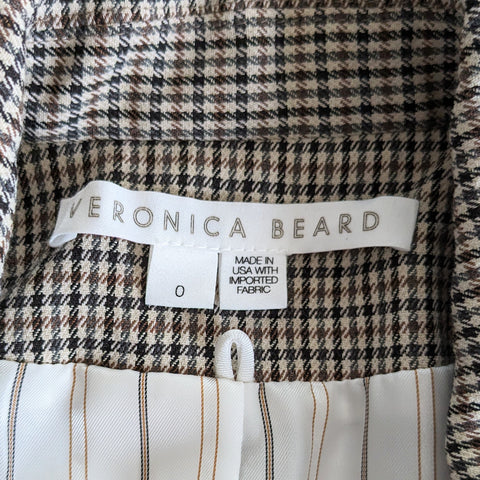 VERONICA BEARD
0
MADE IN
USA WITH
IMPORTED
FABRIC